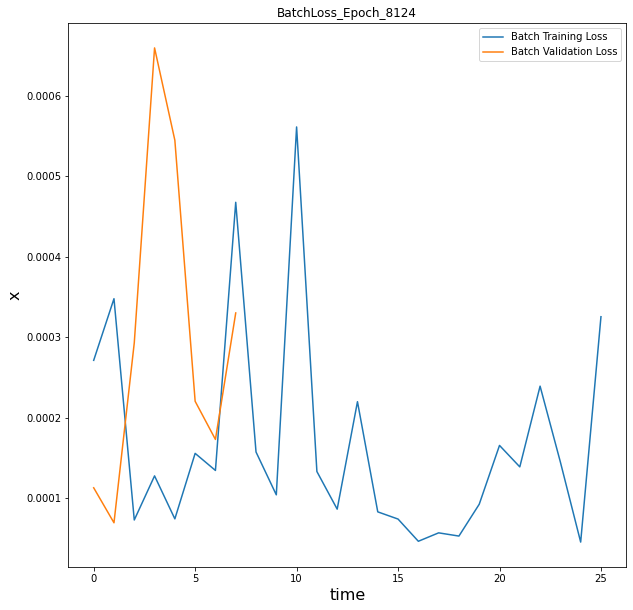 BatchLoss_Epoch_8124
Batch Training Loss
Batch Validation Loss
0.0006
0.0005
0.0004
0.0003
0.0002
0.0001
x
0 5 10 15 20 25
time